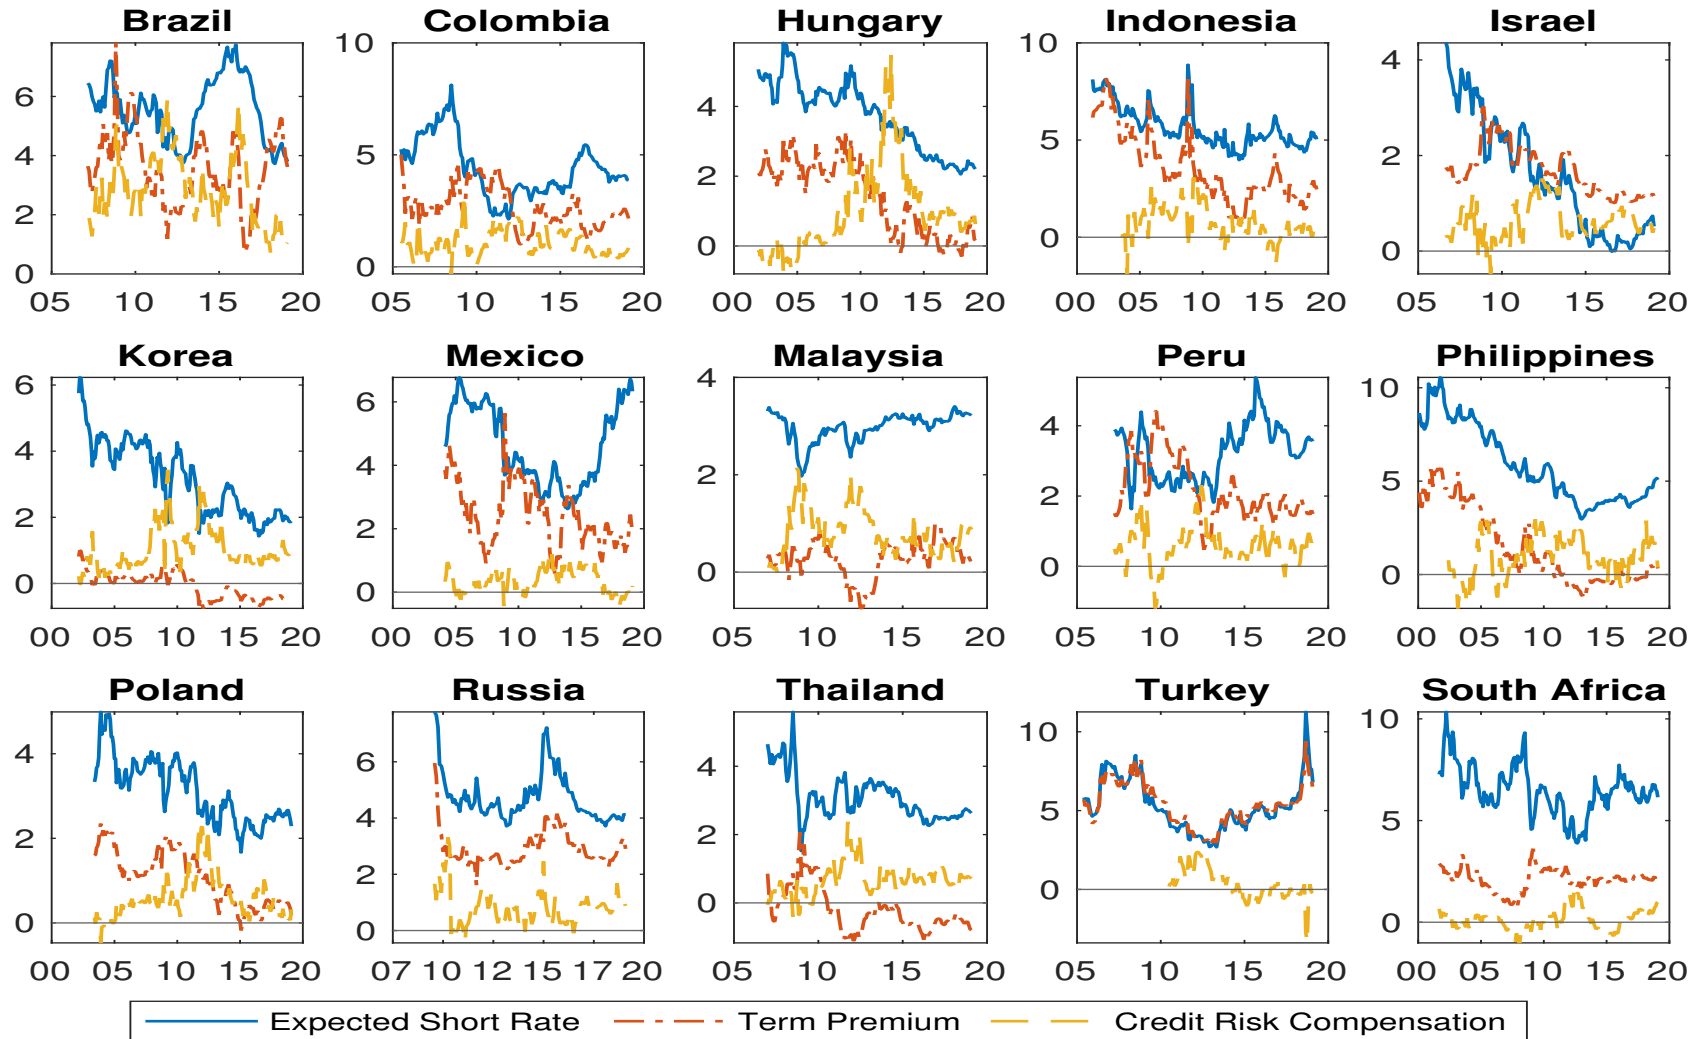 Brazil Colombia Hungary Indonesia Israel
6 4 2 0 05 10 15 20
10 5 0 05 10 15 20
4 2 0 00 05 10 15 20
10 5 0 00 05 10 15 20
4 2 0 05 10 15 20
Korea Mexico Malaysia Peru Philippines
6 4 2 0 00 05 10 15 20
6 4 2 0 05 10 15 20
4 2 0 05 10 15 20
4 2 0 05 10 15 20
10 5 0 00 05 10 15 20
Poland Russia Thailand Turkey South Africa
4 2 0 00 05 10 15 20
6 4 2 0 07 10 12 15 17 20
4 2 0 05 10 15 20
10 5 0 05 10 15 20
10 5 0 00 05 10 15 20
Expected Short Rate Term Premium Credit Risk Compensation